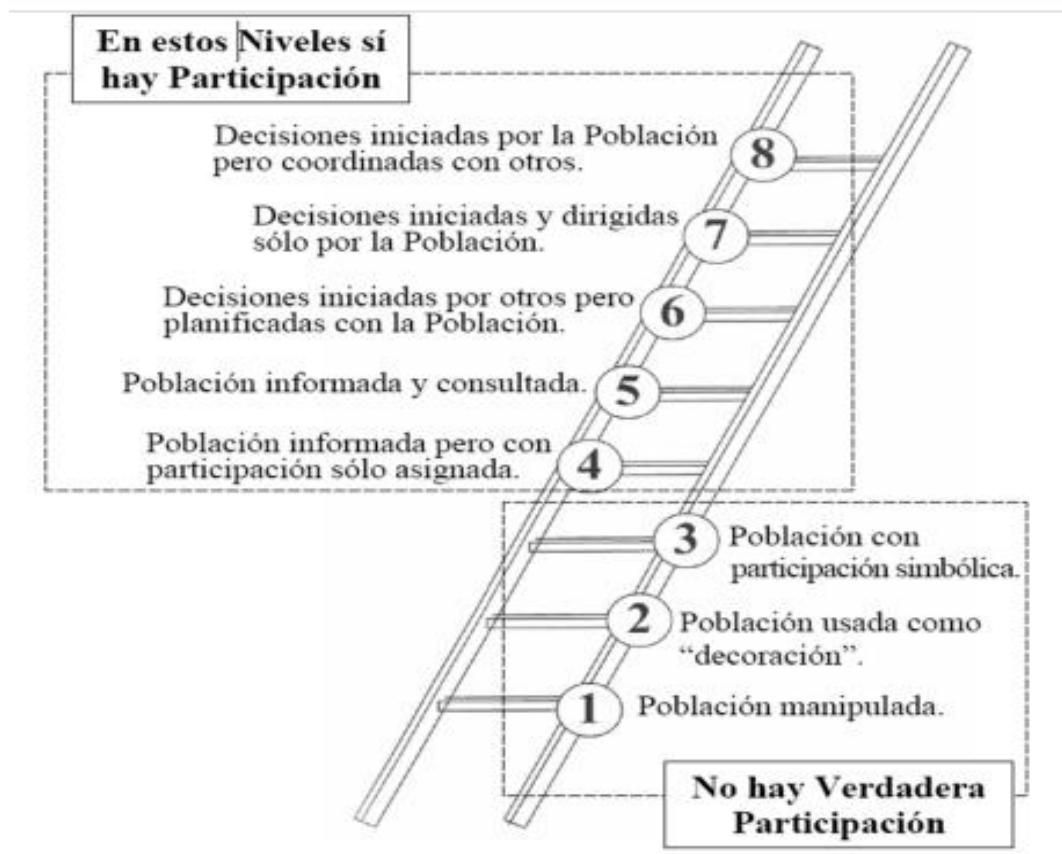 En estos Niveles sí
hay Participación
Decisiones iniciadas por la Población
pero coordinadas con otros.
8
Decisiones iniciadas y dirigidas
sólo por la Población.
7
Decisiones iniciadas por otros pero
planificadas con la Población.
6
Población informada y consultada.
5
Población informada pero con
participación sólo asignada.
4
3
Población con
participación simbólica.
2
Población usada como
“decoración”.
1
Población manipulada.
No hay Verdadera
Participación